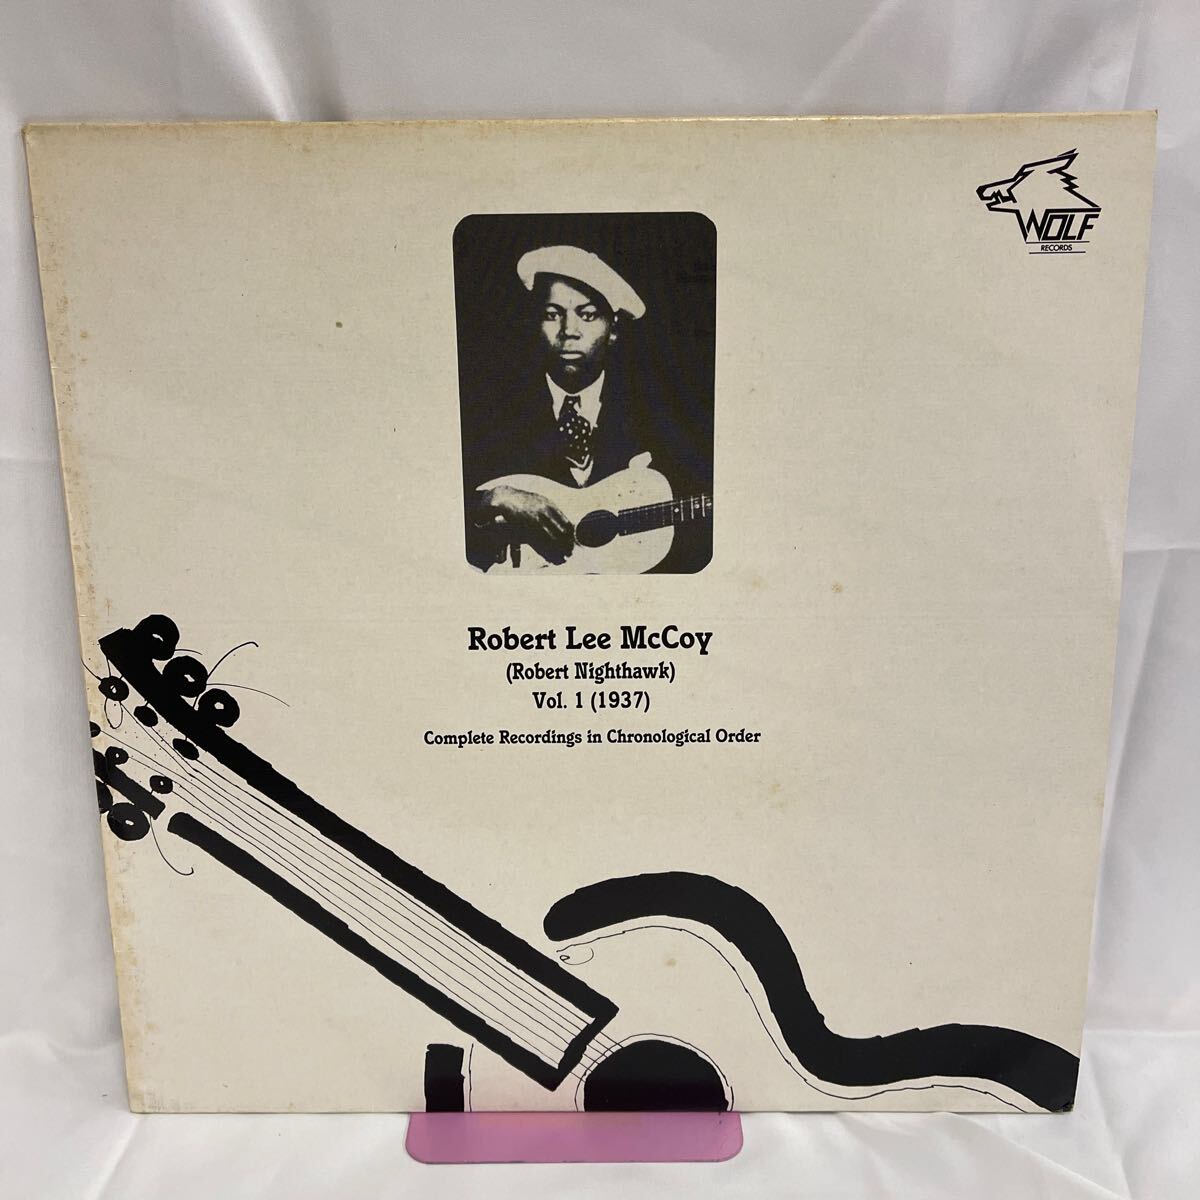 WOLF
RECORDS
Robert Lee McCoy
(Robert Nighthawk)
Vol. 1 (1937)
Complete Recordings in Chronological Order